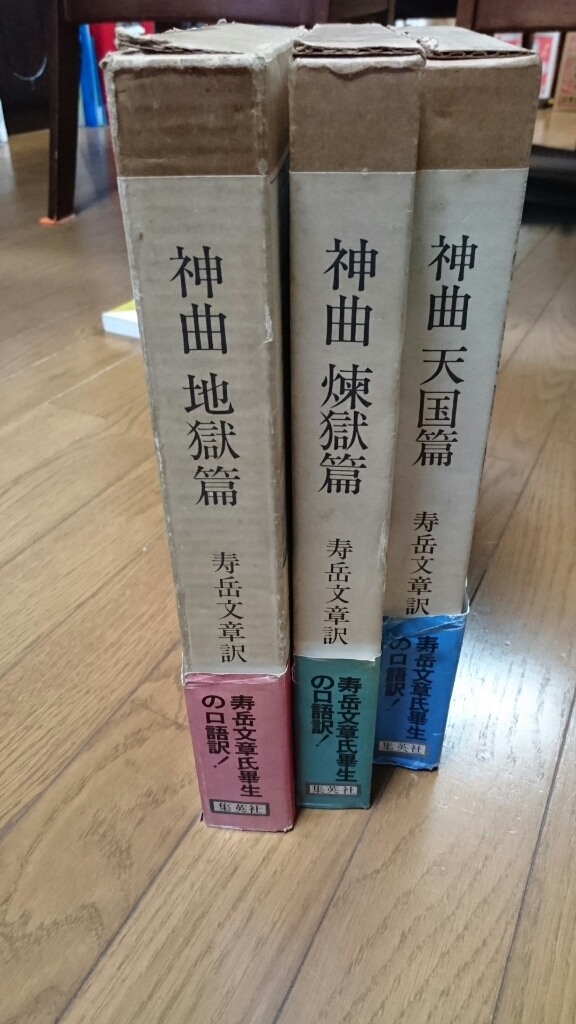 神曲 地獄篇
寿岳文章訳
寿岳文章氏畢生
の口語訳!
集英社
神曲 煉獄篇
寿岳文章訳
寿岳文章氏畢生
の口語訳!
集英社
神曲 天国篇
寿岳文章訳
寿岳文章氏畢生
の口語訳!
集英社